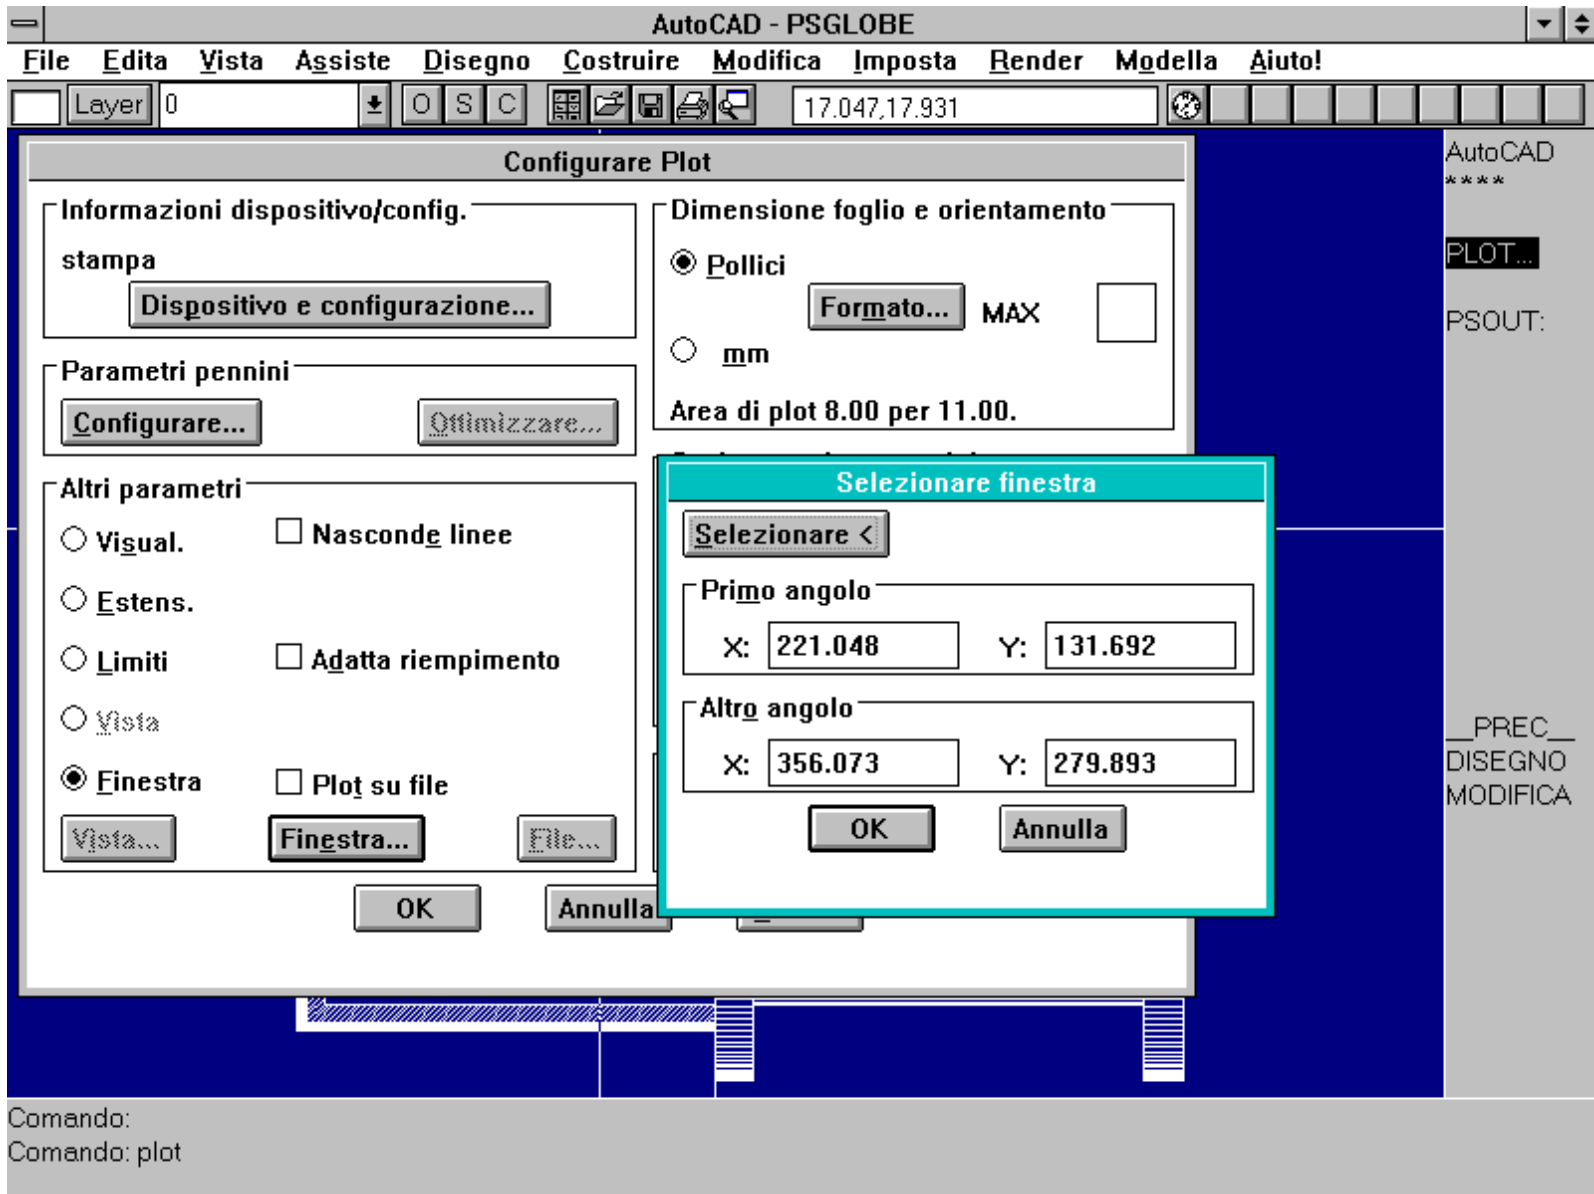 AutoCAD - PSGLOBE
File Edita Vista Assiste Disegno Costruire Modifica Imposta Render Modella Aiuto!
Layer 0 O S C 17.047,17.931
Configurare Plot
Informazioni dispositivo/config.
stampa
Dispositivo e configurazione...
Parametri pennini
Configurare... Ottimizzare...
Altri parametri
Visual. Nasconde linee
Estens.
Limiti Adatta riempimento
Vista
Finestra Plot su file
Vista... Finestra... File...
OK Annulla
Dimensione foglio e orientamento
Pollici
Formato... MAX
mm
Area di plot 8.00 per 11.00.
Selezionare finestra
Selezionare <
Primo angolo
X: 221.048 Y: 131.692
Altro angolo
X: 356.073 Y: 279.893
OK Annulla
AutoCAD
****
PLOT...
PSOUT:
__PREC__
DISEGNO
MODIFICA
Comando:
Comando: plot